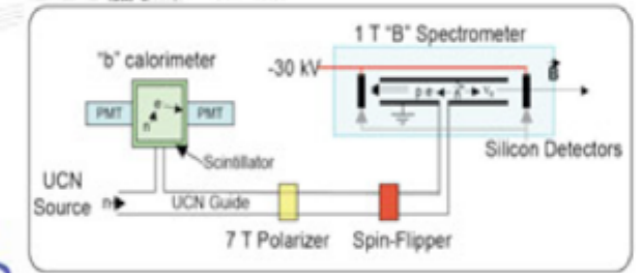 1 T "B" Spectrometer
"b" calorimeter
-30 kV
B
PMT
e
n
PMT
p e n ν
Scintillator
Silicon Detectors
UCN
Source n
UCN Guide
7 T Polarizer
Spin-Flipper